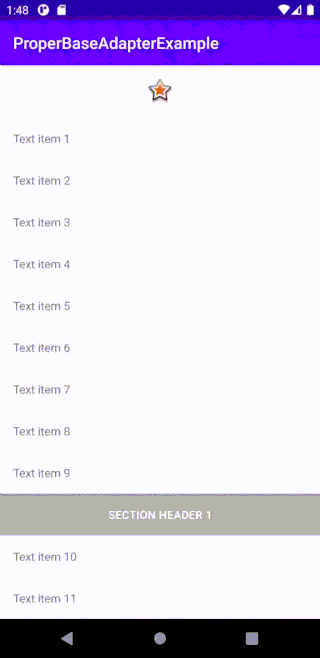 1:48
ProperBaseAdapterExample
Text item 1
Text item 2
Text item 3
Text item 4
Text item 5
Text item 6
Text item 7
Text item 8
Text item 9
SECTION HEADER 1
Text item 10
Text item 11